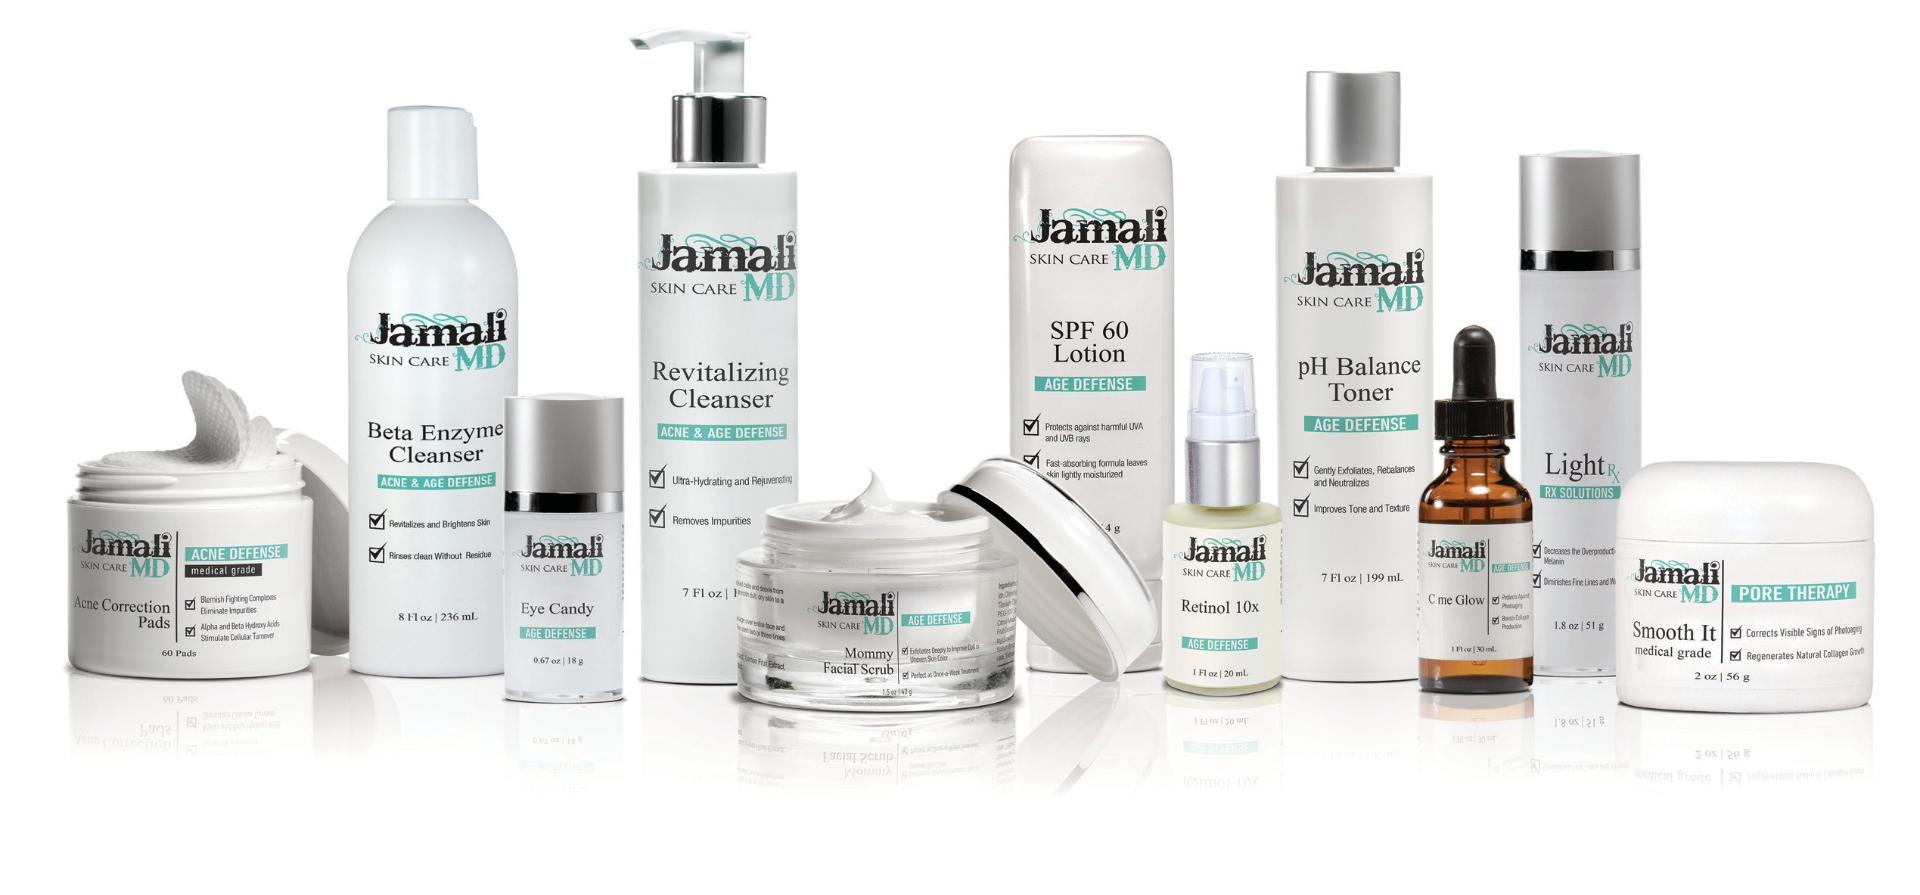 Jamali
SKIN CARE MD
Acne Correction
Pads
60 Pads
ACNE DEFENSE
medical grade
Blemish Fighting Complexes
Eliminate Impurities
Alpha and Beta Hydroxy Acids
Stimulate Cellular Turnover
Jamali
SKIN CARE MD
Beta Enzyme
Cleanser
ACNE & AGE DEFENSE
Revitalizes and Brightens Skin
Rinses clean Without Residue
8 Fl oz | 236 mL
Jamali
SKIN CARE MD
Eye Candy
AGE DEFENSE
0.67 oz | 18 g
Jamali
SKIN CARE MD
Revitalizing
Cleanser
ACNE & AGE DEFENSE
Ultra-Hydrating and Rejuvenating
Removes Impurities
7 Fl oz |
Jamali
SKIN CARE MD
Mommy
Facial Scrub
AGE DEFENSE
Exfoliates Deeply to Improve Dull or
Uneven Skin Color
Perfect as Once-a-Week Treatment
1.5 oz | 43 g
Jamali
SKIN CARE MD
SPF 60
Lotion
AGE DEFENSE
Protects against harmful UVA
and UVB rays
Fast-absorbing formula leaves
skin lightly moisturized
4 g
Jamali
SKIN CARE MD
Retinol 10x
AGE DEFENSE
1 Fl oz | 20 mL
Jamali
SKIN CARE MD
pH Balance
Toner
AGE DEFENSE
Gently Exfoliates, Rebalances
and Neutralizes
Improves Tone and Texture
7 Fl oz | 199 mL
Jamali
SKIN CARE MD
C me Glow
1 Fl oz | 30 mL
AGE DEFENSE
Protects Against
Photoaging
Boosts Collagen
Production
Jamali
SKIN CARE MD
Light Rx
RX SOLUTIONS
Decreases the Overproducti
Melanin
Diminishes Fine Lines and W
1.8 oz | 51 g
Jamali
SKIN CARE MD
Smooth It
medical grade
PORE THERAPY
Corrects Visible Signs of Photoaging
Regenerates Natural Collagen Growth
2 oz | 56 g